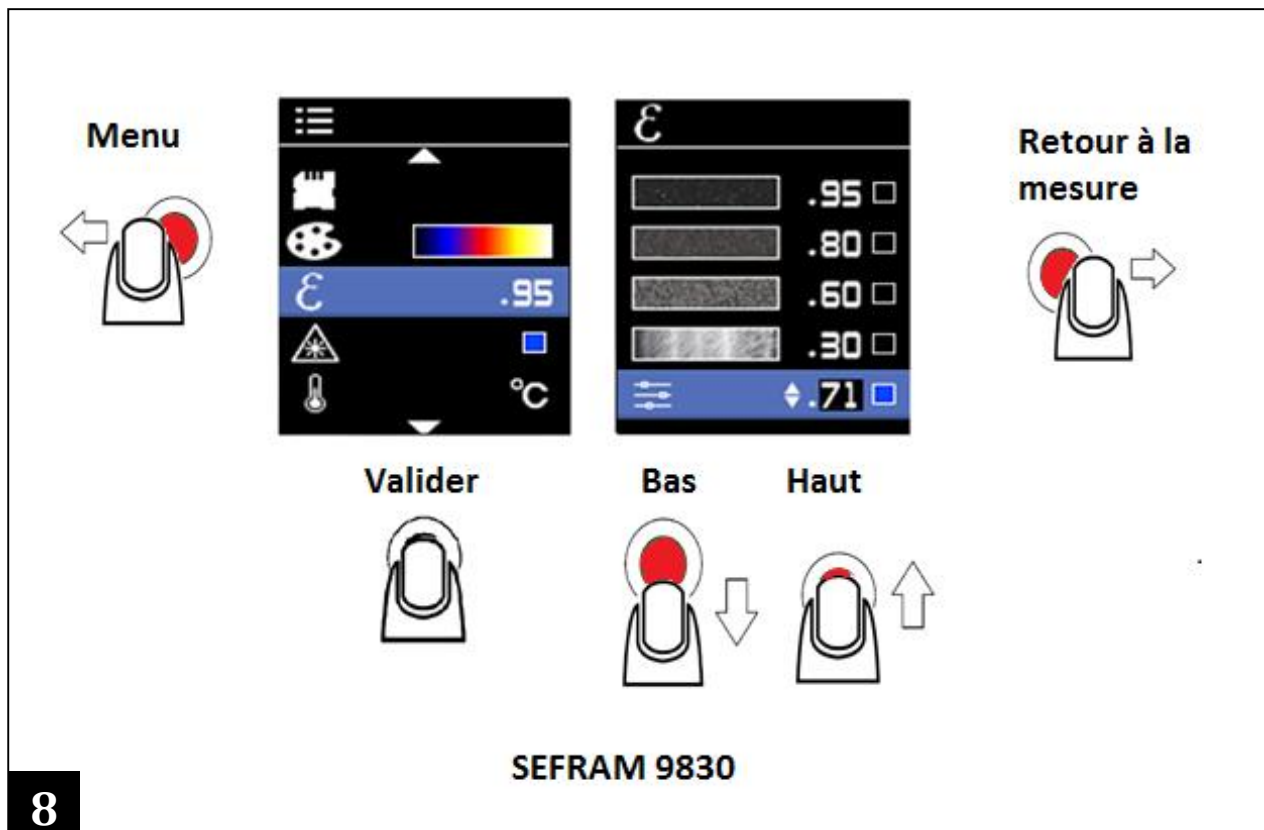 Menu
ε
.95
°C
ε
.95
.80
.60
.30
.71
Retour à la
mesure
Valider
Bas
Haut
SEFRAM 9830
8